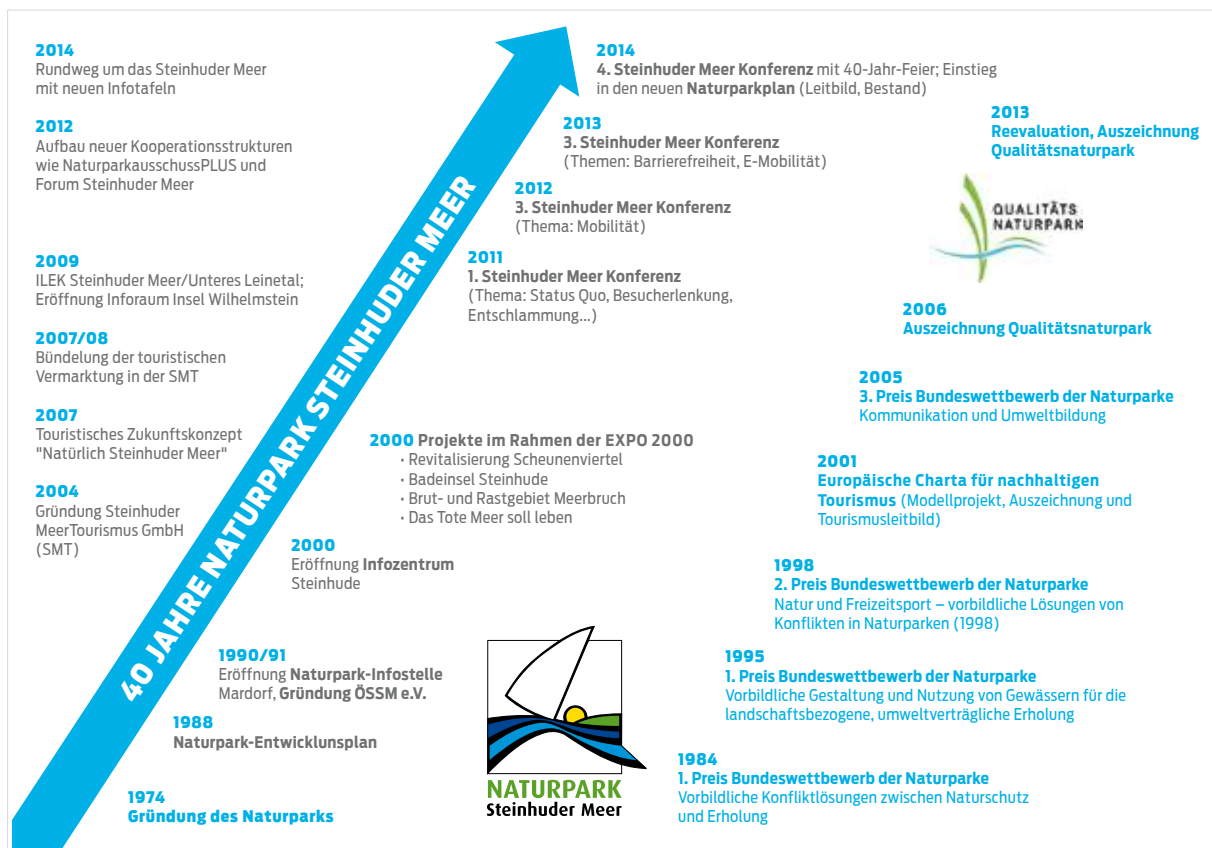 2014
Rundweg um das Steinhuder Meer
mit neuen Infotafeln
2012
Aufbau neuer Kooperationsstrukturen
wie NaturparkausschussPLUS und
Forum Steinhuder Meer
2009
ILEK Steinhuder Meer/Unteres Leinetal;
Eröffnung Inforaum Insel Wilhelmstein
2007/08
Bündelung der touristischen
Vermarktung in der SMT
2007
Touristisches Zukunftskonzept
"Natürlich Steinhuder Meer"
2004
Gründung Steinhuder
MeerTourismus GmbH
(SMT)
40 JAHRE NATURPARK STEINHUDER MEER
2014
4. Steinhuder Meer Konferenz mit 40-Jahr-Feier; Einstieg
in den neuen Naturparkplan (Leitbild, Bestand)
2013
3. Steinhuder Meer Konferenz
(Themen: Barrierefreiheit, E-Mobilität)
2012
3. Steinhuder Meer Konferenz
(Thema: Mobilität)
2011
1. Steinhuder Meer Konferenz
(Thema: Status Quo, Besucherlenkung,
Entschlammung...)
2000 Projekte im Rahmen der EXPO 2000
· Revitalisierung Scheunenviertel
· Badeinsel Steinhude
· Brut- und Rastgebiet Meerbruch
· Das Tote Meer soll leben
2000
Eröffnung Infozentrum
Steinhude
1990/91
Eröffnung Naturpark-Infostelle
Mardorf, Gründung ÖSSM e.V.
1988
Naturpark-Entwicklunsplan
1974
Gründung des Naturparks
NATURPARK
Steinhuder Meer
2013
Reevaluation, Auszeichnung
Qualitätsnaturpark
QUALITÄTS
NATURPARK
2006
Auszeichnung Qualitätsnaturpark
2005
3. Preis Bundeswettbewerb der Naturparke
Kommunikation und Umweltbildung
2001
Europäische Charta für nachhaltigen
Tourismus (Modellprojekt, Auszeichnung und
Tourismusleitbild)
1998
2. Preis Bundeswettbewerb der Naturparke
Natur und Freizeitsport – vorbildliche Lösungen von
Konflikten in Naturparken (1998)
1995
1. Preis Bundeswettbewerb der Naturparke
Vorbildliche Gestaltung und Nutzung von Gewässern für die
landschaftsbezogene, umweltverträgliche Erholung
1984
1. Preis Bundeswettbewerb der Naturparke
Vorbildliche Konfliktlösungen zwischen Naturschutz
und Erholung